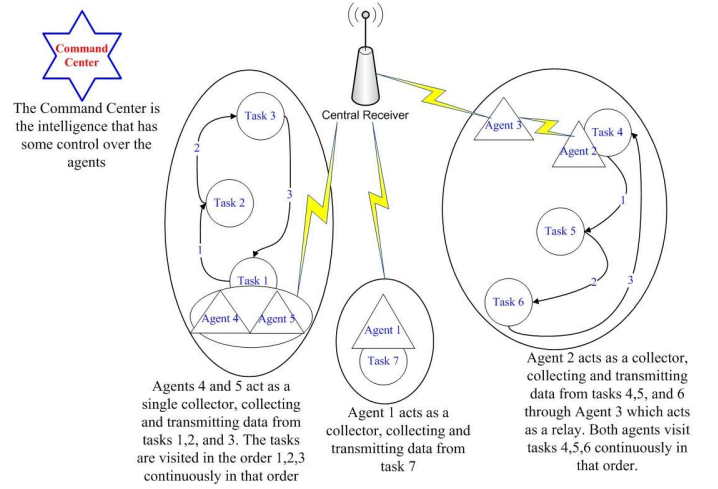 Command
Center
The Command Center is
the intelligence that has
some control over the
agents
Central Receiver
Task 3
2
3
Task 2
1
Task 1
Agent 4
Agent 5
Agents 4 and 5 act as a
single collector, collecting
and transmitting data from
tasks 1,2, and 3. The tasks
are visited in the order 1,2,3
continuously in that order
Agent 1
Task 7
Agent 1 acts as a
collector, collecting and
transmitting data from
task 7
Agent 3
Task 4
Agent 2
1
Task 5
2
3
Task 6
Agent 2 acts as a collector,
collecting and transmitting
data from tasks 4,5, and 6
through Agent 3 which acts
as a relay. Both agents visit
tasks 4,5,6 continuously in
that order.